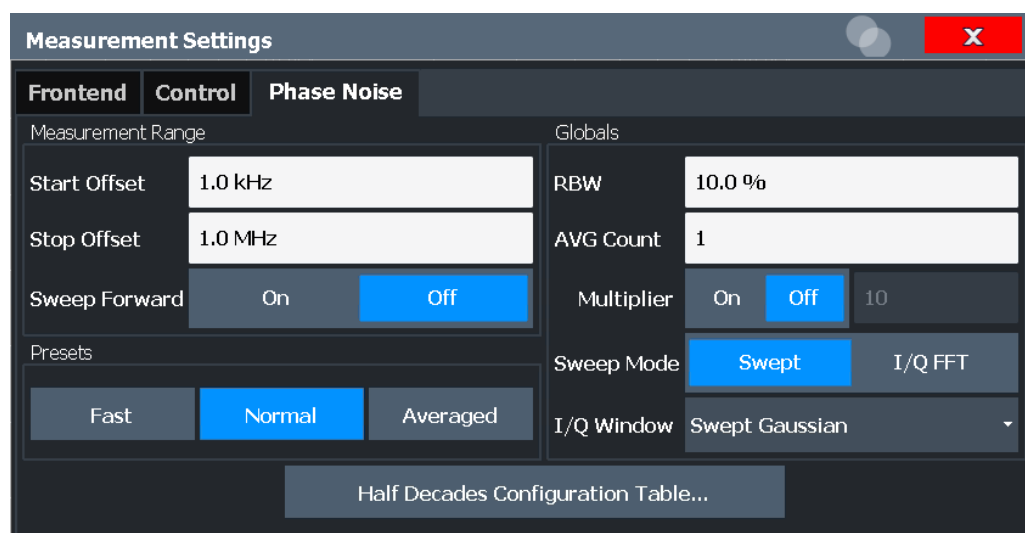 Measurement Settings X
Frontend Control Phase Noise
Measurement Range
Start Offset 1.0 kHz
Stop Offset 1.0 MHz
Sweep Forward On Off
Presets
Fast Normal Averaged
Globals
RBW 10.0 %
AVG Count 1
Multiplier On Off 10
Sweep Mode Swept I/Q FFT
I/Q Window Swept Gaussian
Half Decades Configuration Table...